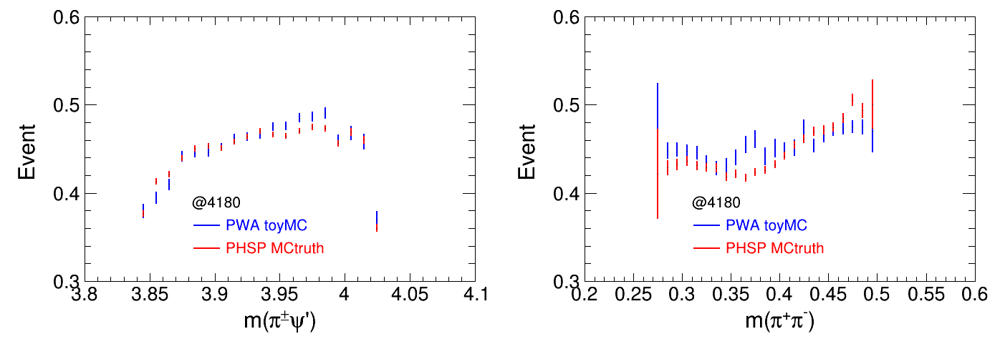 0.6
0.5
0.4
0.3
Event
@4180
PWA toyMC
PHSP MCtruth
3.8 3.85 3.9 3.95 4 4.05 4.1
m(π±ψ')
0.6
0.5
0.4
0.3
Event
@4180
PWA toyMC
PHSP MCtruth
0.2 0.25 0.3 0.35 0.4 0.45 0.5 0.55 0.6
m(π⁺π⁻)